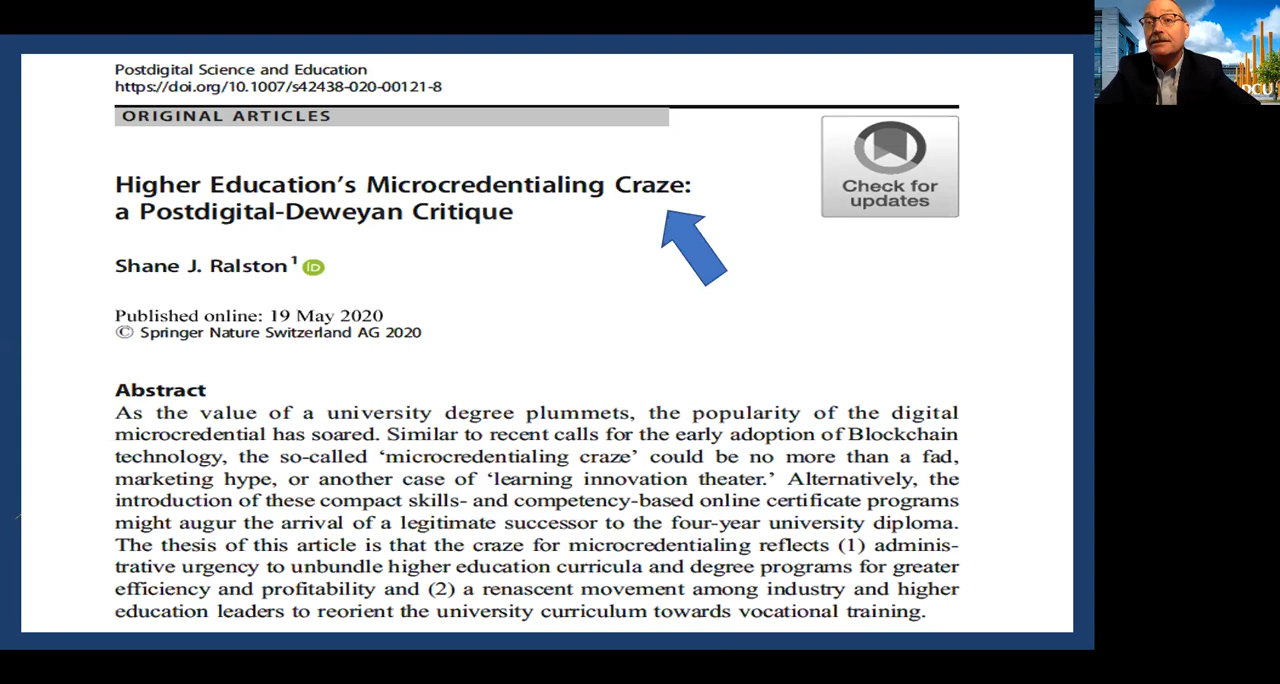 Postdigital Science and Education
https://doi.org/10.1007/s42438-020-00121-8
ORIGINAL ARTICLES
Check for
updates
Higher Education's Microcredentialing Craze:
a Postdigital-Deweyan Critique
Shane J. Ralston 1 iD
Published online: 19 May 2020
© Springer Nature Switzerland AG 2020
Abstract
As the value of a university degree plummets, the popularity of the digital
microcredential has soared. Similar to recent calls for the early adoption of Blockchain
technology, the so-called 'microcredentialing craze' could be no more than a fad,
marketing hype, or another case of 'learning innovation theater.' Alternatively, the
introduction of these compact skills- and competency-based online certificate programs
might augur the arrival of a legitimate successor to the four-year university diploma.
The thesis of this article is that the craze for microcredentialing reflects (1) adminis-
trative urgency to unbundle higher education curricula and degree programs for greater
efficiency and profitability and (2) a renascent movement among industry and higher
education leaders to reorient the university curriculum towards vocational training.
DCU